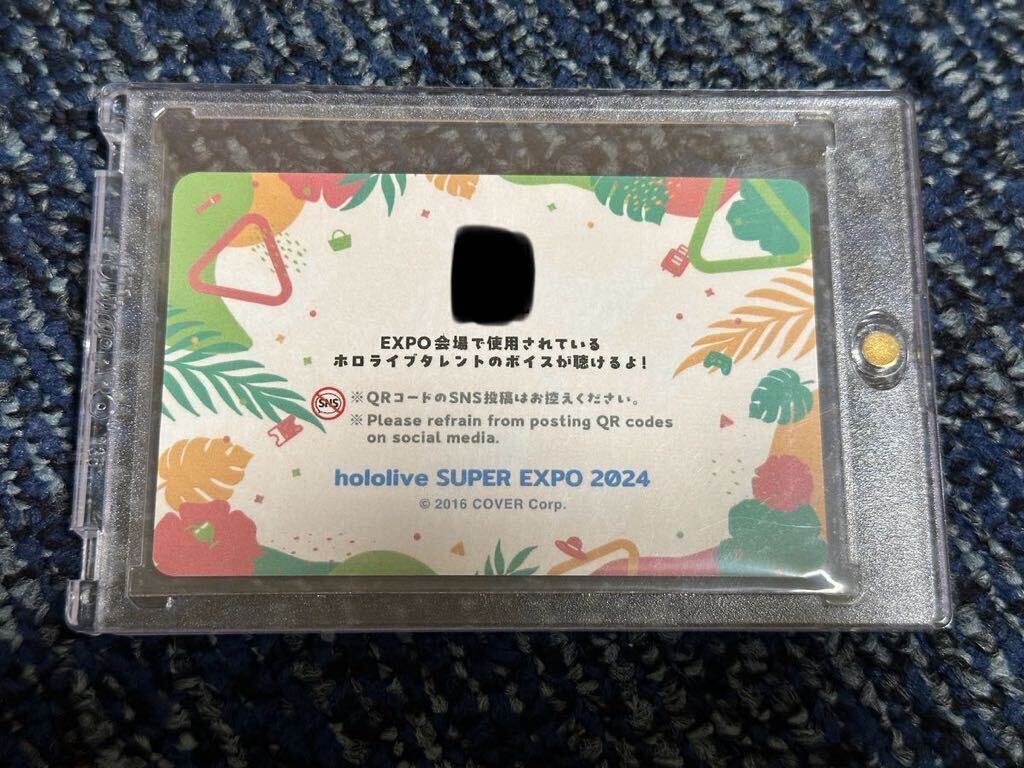 EXPO会場で使用されている
ホロライブタレントのボイスが聴けるよ!
SNS
※QRコードのSNS投稿はお控えください。
※Please refrain from posting QR codes
on social media.
hololive SUPER EXPO 2024
© 2016 COVER Corp.